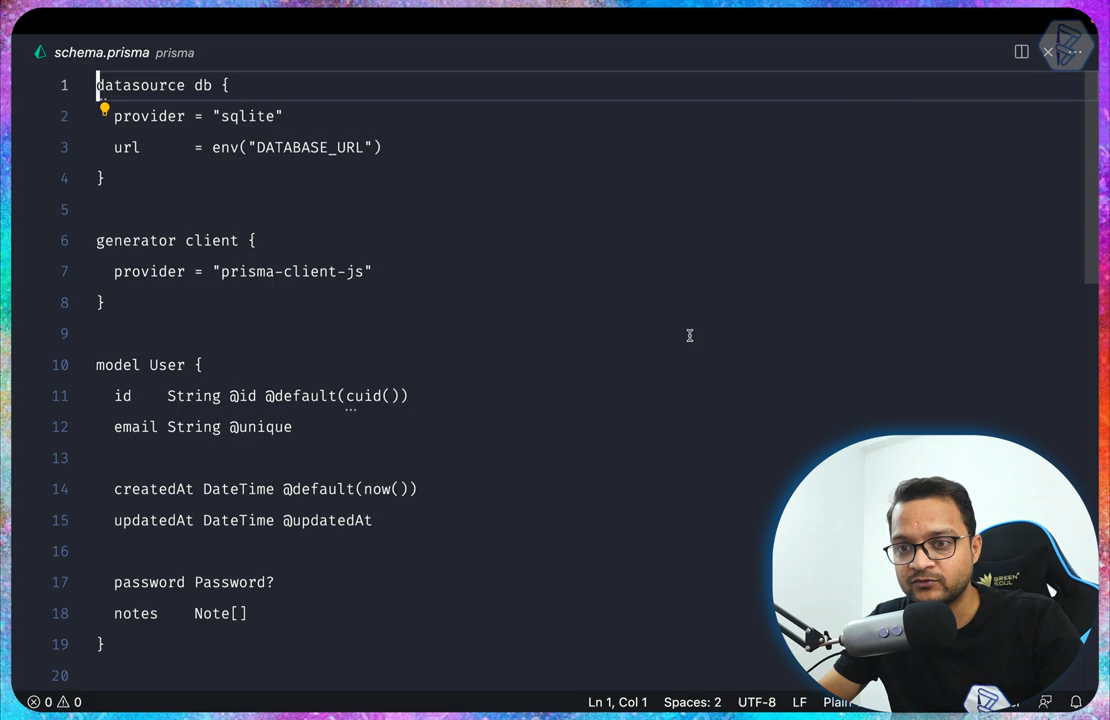 schema.prisma prisma
1 datasource db {
2 provider = "sqlite"
3 url = env("DATABASE_URL")
4 }
5
6 generator client {
7 provider = "prisma-client-js"
8 }
9
10 model User {
11 id String @id @default(cuid())
12 email String @unique
13
14 createdAt DateTime @default(now())
15 updatedAt DateTime @updatedAt
16
17 password Password?
18 notes Note[]
19 }
20
0 0 Ln 1, Col 1 Spaces: 2 UTF-8 LF
GREEN
SOUL